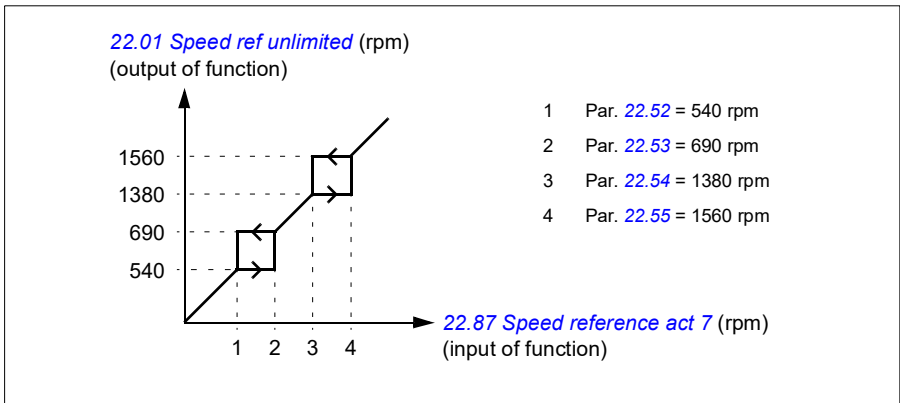 22.01 Speed ref unlimited (rpm)
(output of function)
1 Par. 22.52 = 540 rpm
2 Par. 22.53 = 690 rpm
3 Par. 22.54 = 1380 rpm
4 Par. 22.55 = 1560 rpm
1560
1380
690
540
22.87 Speed reference act 7 (rpm)
(input of function)
1 2 3 4